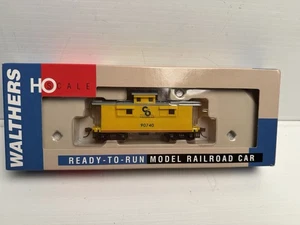 WALTHERS
HO SCALE
READY-TO-RUN MODEL RAILROAD CAR